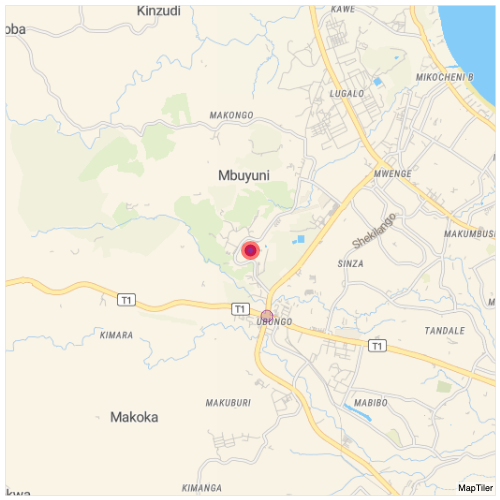 Kinzudi
KAWE
oba
MIKOCHENI B
LUGALO
MAKONGO
Mbuyuni
MWENGE
Shekilango
MAKUMBUS
SINZA
T1
T1
UBUNGO
KIMARA
TANDALE
T1
MAKUBURI
MABIBO
Makoka
KIMANGA
kwa
MapTiler